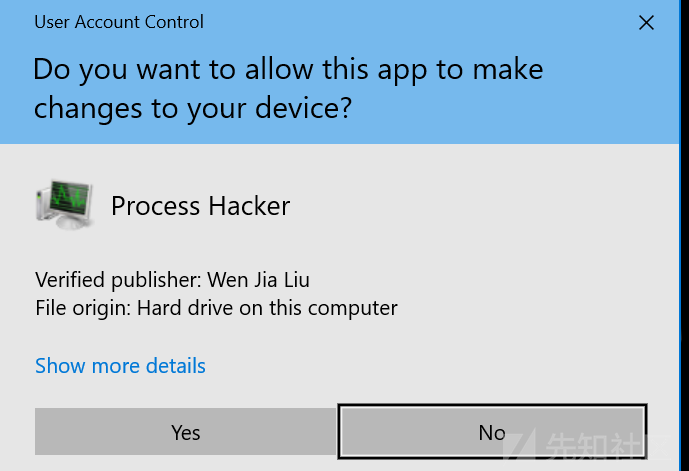 User Account Control
Do you want to allow this app to make
changes to your device?
Process Hacker
Verified publisher: Wen Jia Liu
File origin: Hard drive on this computer
Show more details
Yes
No
先知社